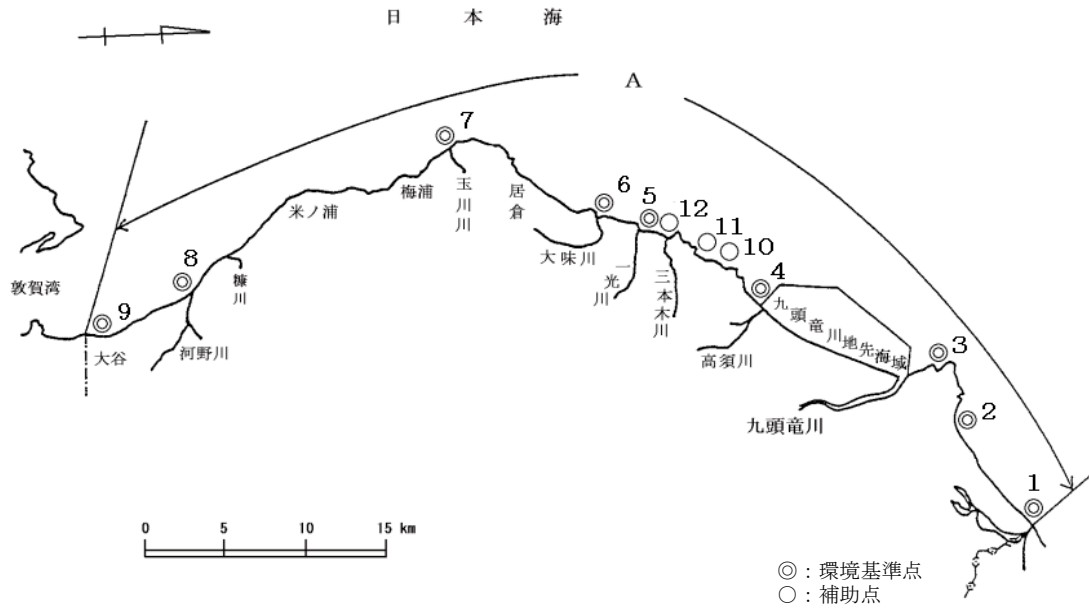 日本海
A
7
6
5
12
11
10
4
3
2
1
8
9
敦賀湾
大谷
河野川
糠川
米ノ浦
梅浦
玉川川
居倉
大味川
一光川
三本木川
高須川
九頭竜川地先海域
九頭竜川
0 5 10 15 km
◎：環境基準点
○：補助点